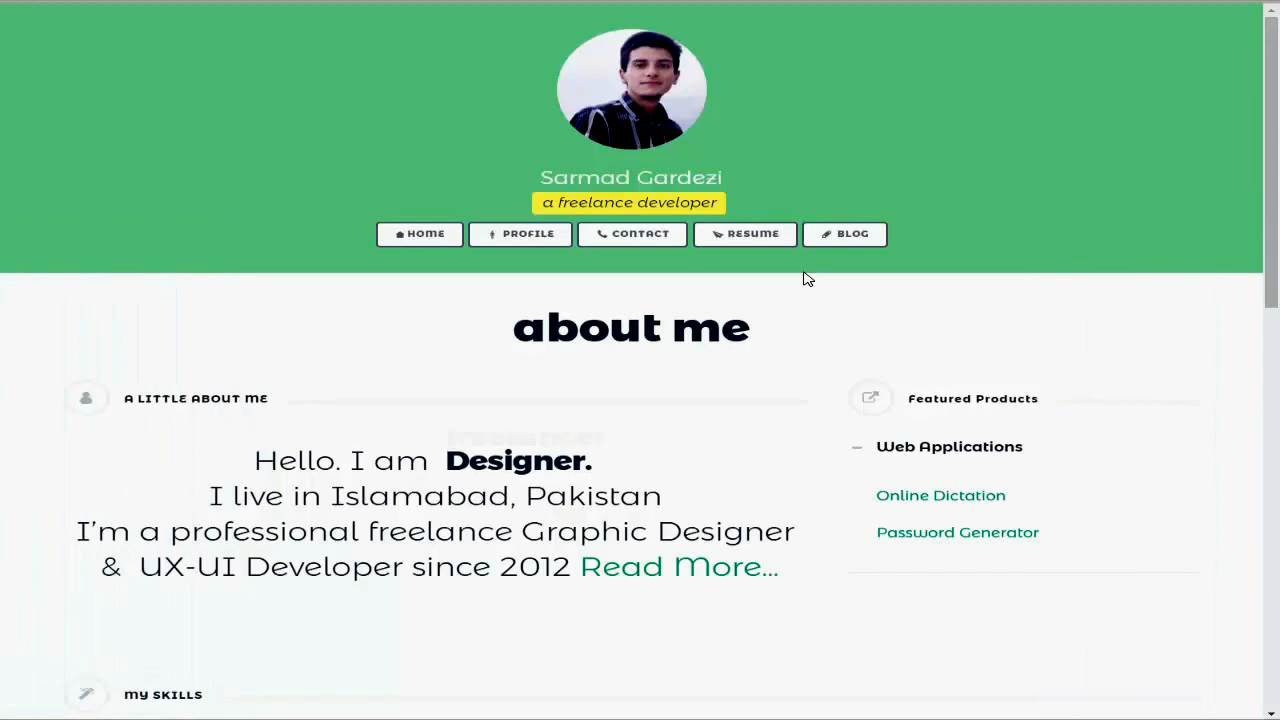 Sarmad Gardezi
a freelance developer
HOME PROFILE CONTACT RESUME BLOG
about me
A LITTLE ABOUT ME
Hello. I am Designer.
I live in Islamabad, Pakistan
I'm a professional freelance Graphic Designer
& UX-UI Developer since 2012 Read More...
Featured Products
Web Applications
Online Dictation
Password Generator
MY SKILLS